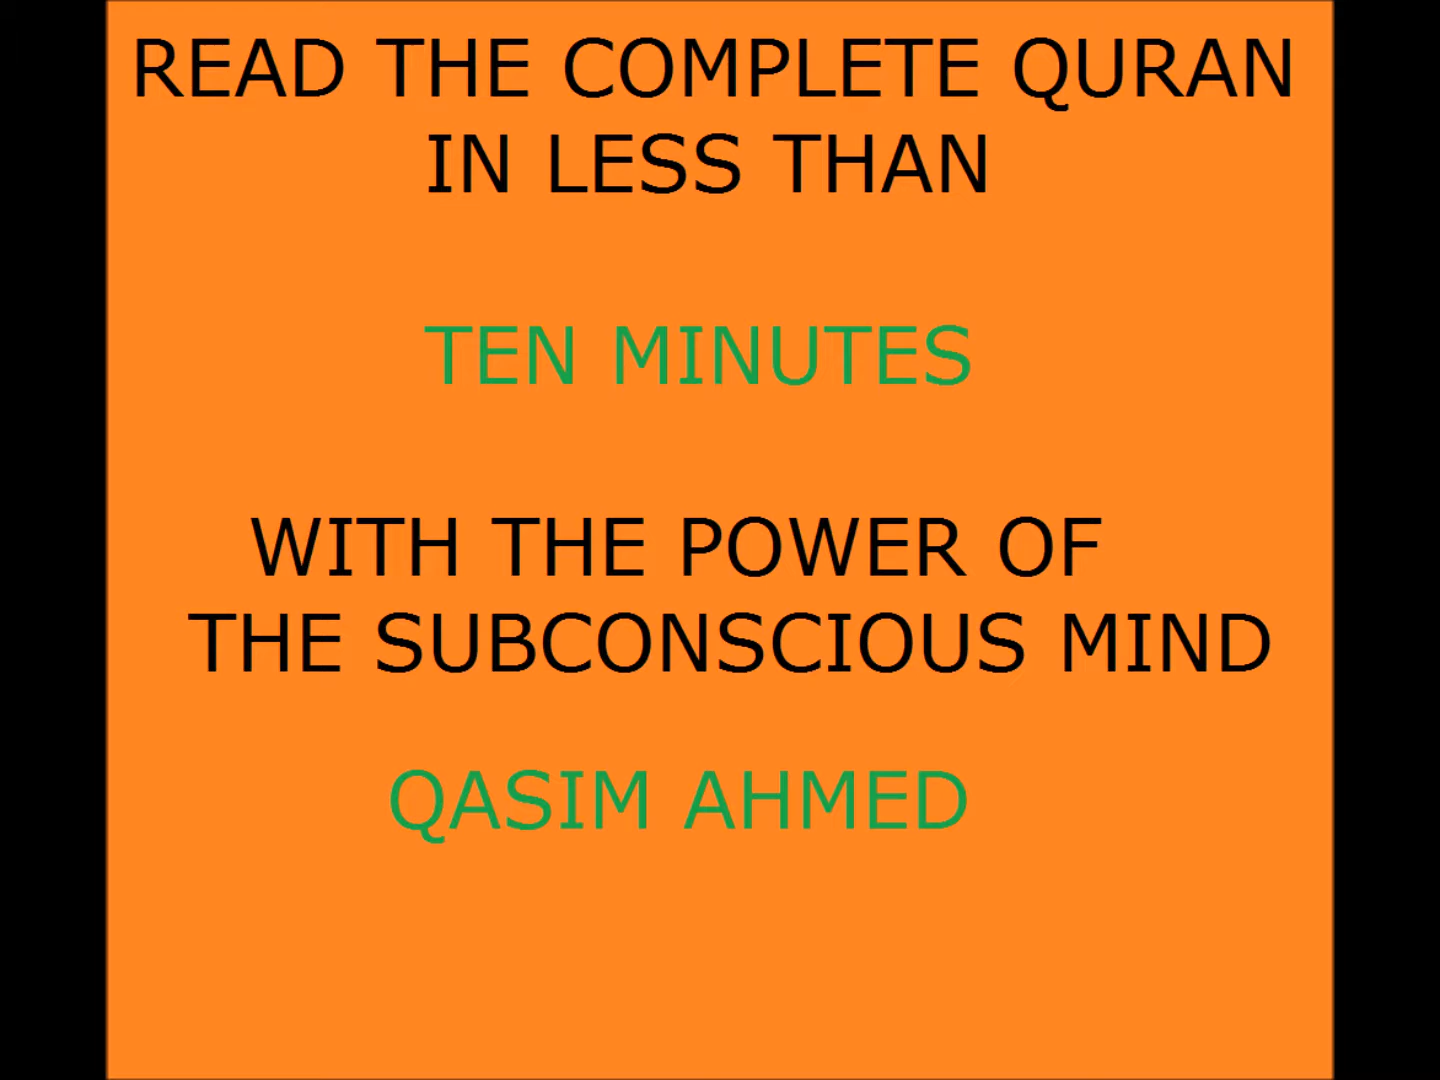 READ THE COMPLETE QURAN
IN LESS THAN
TEN MINUTES
WITH THE POWER OF
THE SUBCONSCIOUS MIND
QASIM AHMED